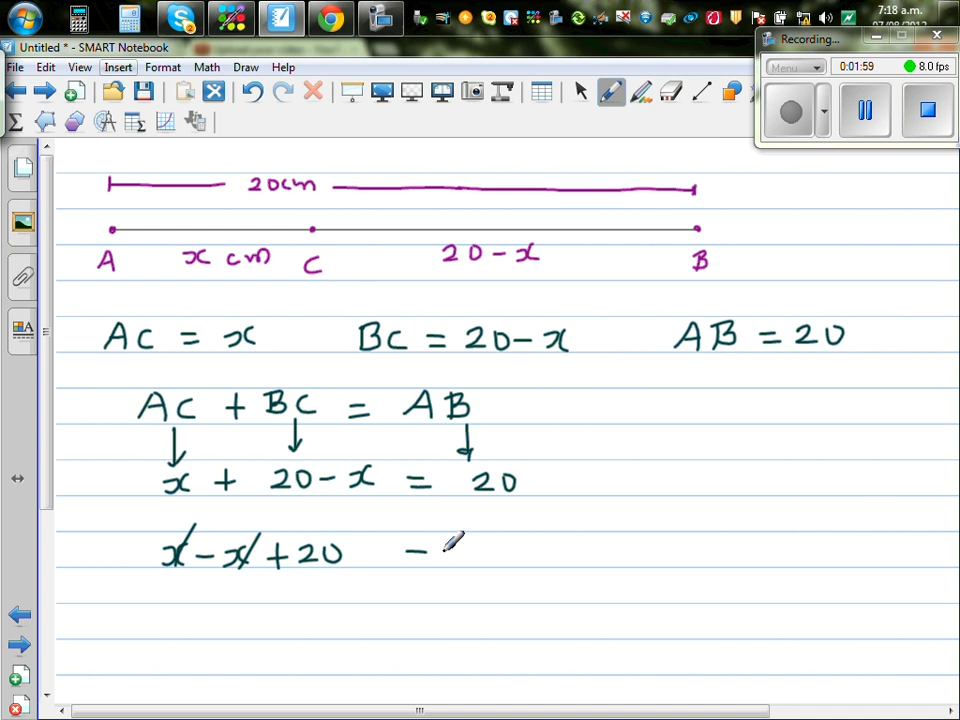 7:18 a.m.
Untitled * - SMART Notebook
Recording...
File Edit View Insert Format Math Draw Help
Menu 0:01:59 8.0 fps
20cm
A x cm C 20-x B
AC = x BC = 20-x AB = 20
AC + BC = AB
x + 20-x = 20
x - x + 20 -